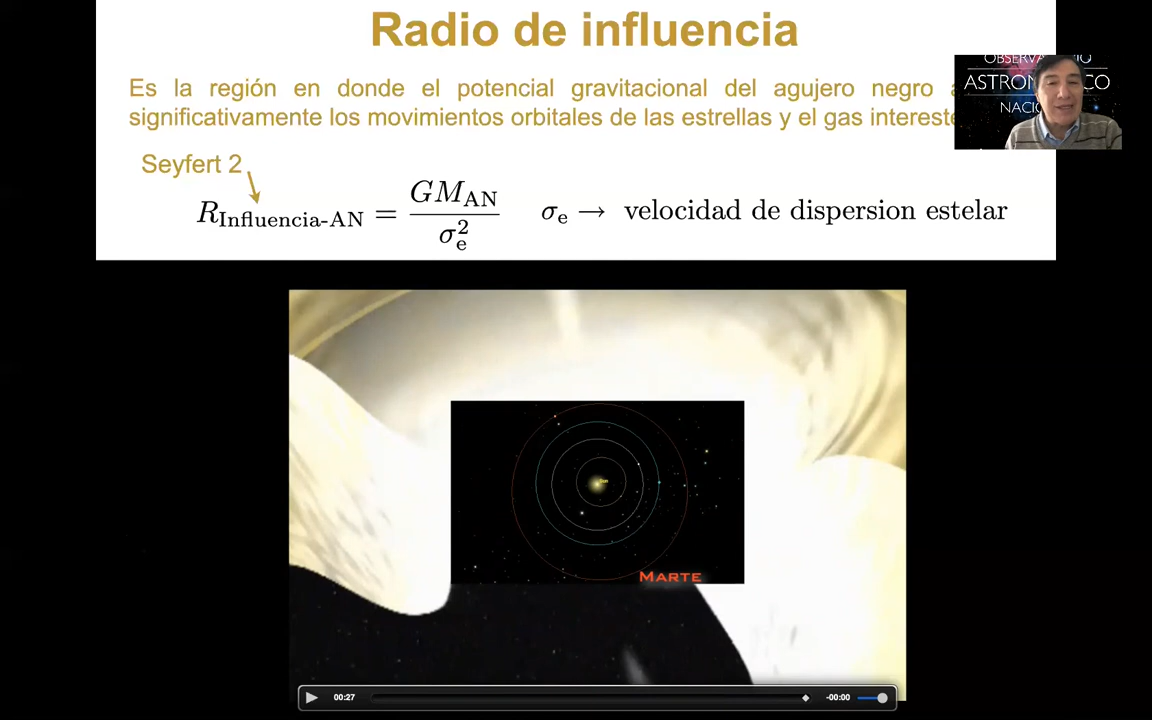 Radio de influencia
Es la región en donde el potencial gravitacional del agujero negro
significativamente los movimientos orbitales de las estrellas y el gas
Seyfert 2
R_Influencia-AN = GM_AN / σ_e^2    σ_e → velocidad de dispersion estelar
ASTRONÓMICO
MARTE
00:27
-00:00